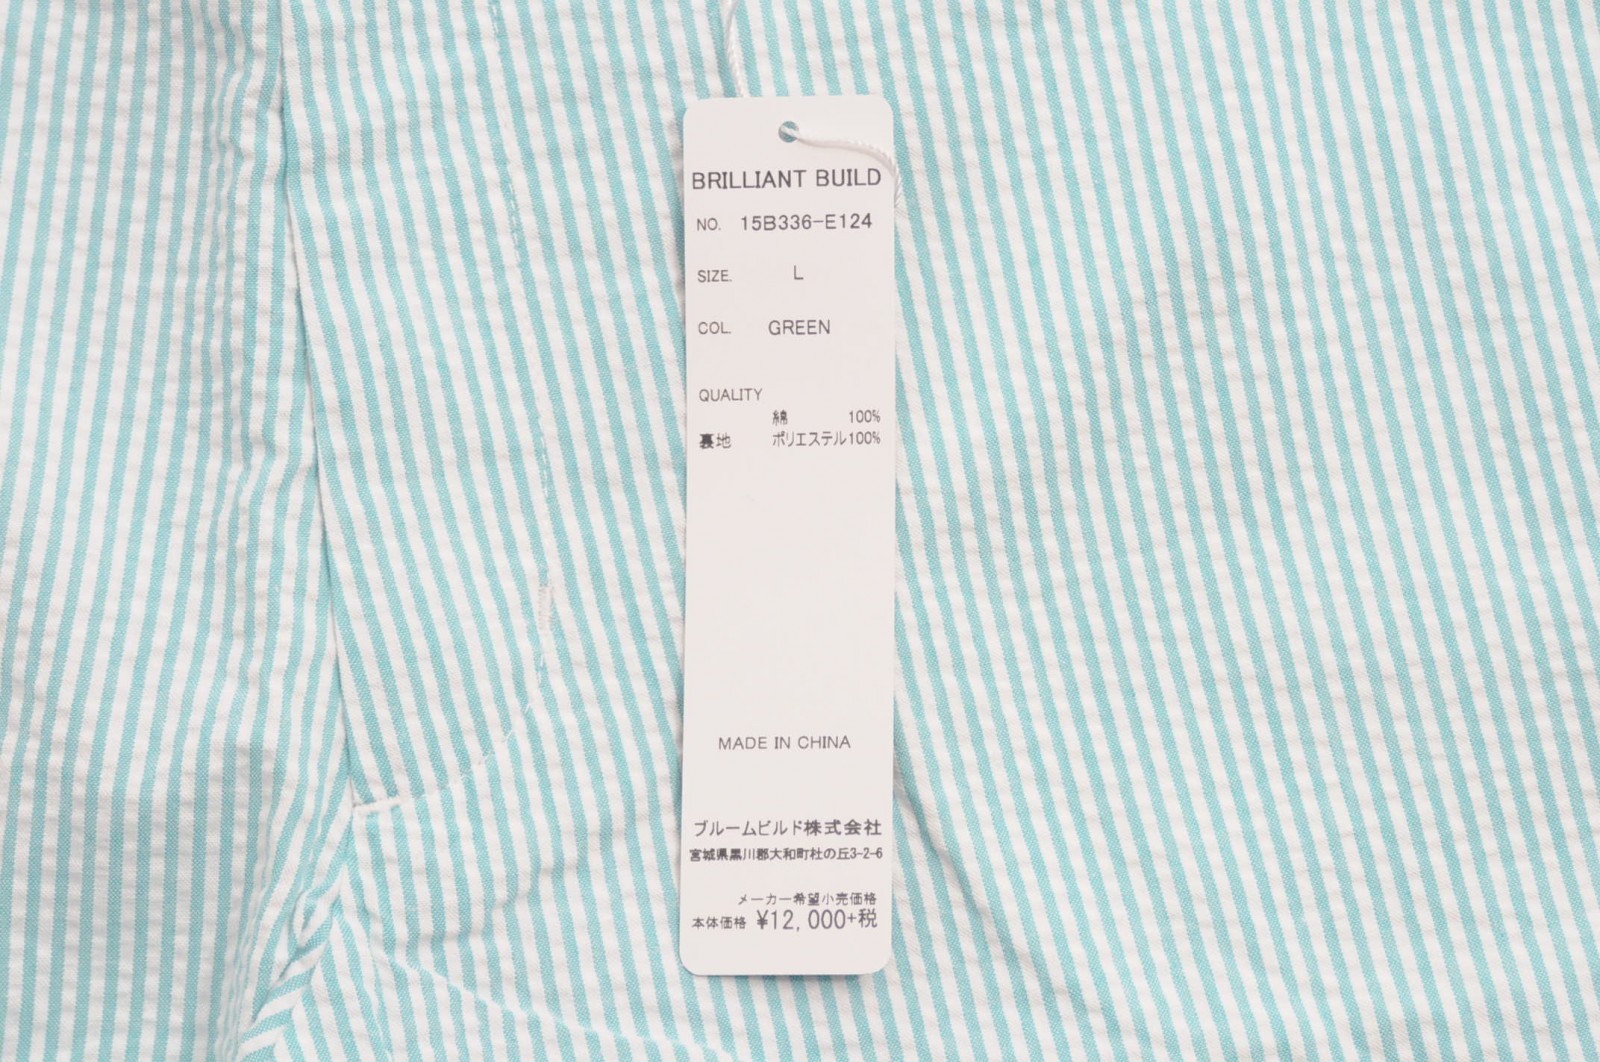 BRILLIANT BUILD
NO. 15B336-E124
SIZE. L
COL. GREEN
QUALITY
綿 100%
裏地 ポリエステル100%
MADE IN CHINA
ブルームビルド株式会社
宮城県黒川郡大和町杜の丘3-2-6
メーカー希望小売価格
本体価格 ¥12,000+税